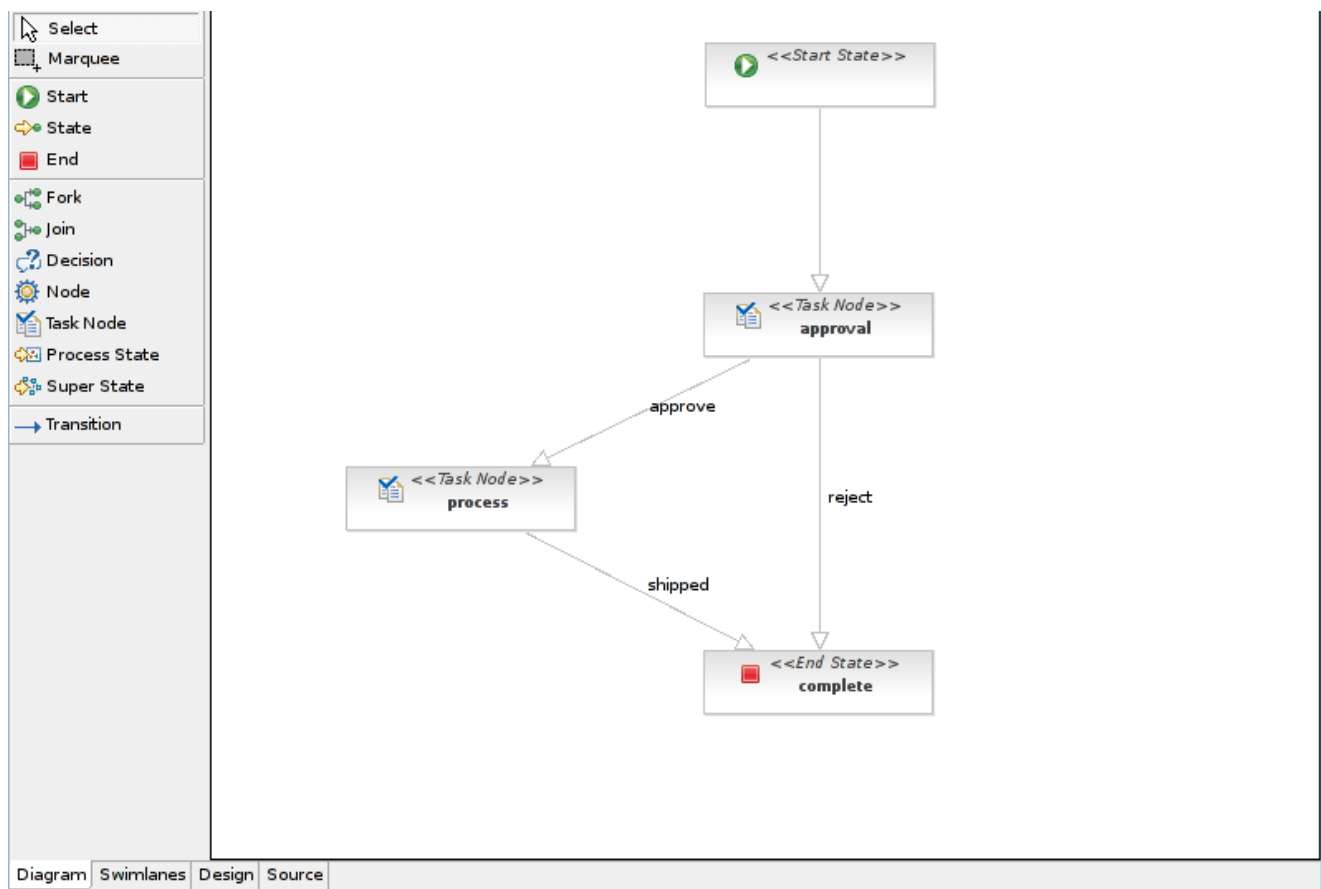 Select
Marquee
Start
State
End
Fork
Join
Decision
Node
Task Node
Process State
Super State
Transition
<<Start State>>
<<Task Node>>
approval
approve
<<Task Node>>
process
reject
shipped
<<End State>>
complete
Diagram Swimlanes Design Source